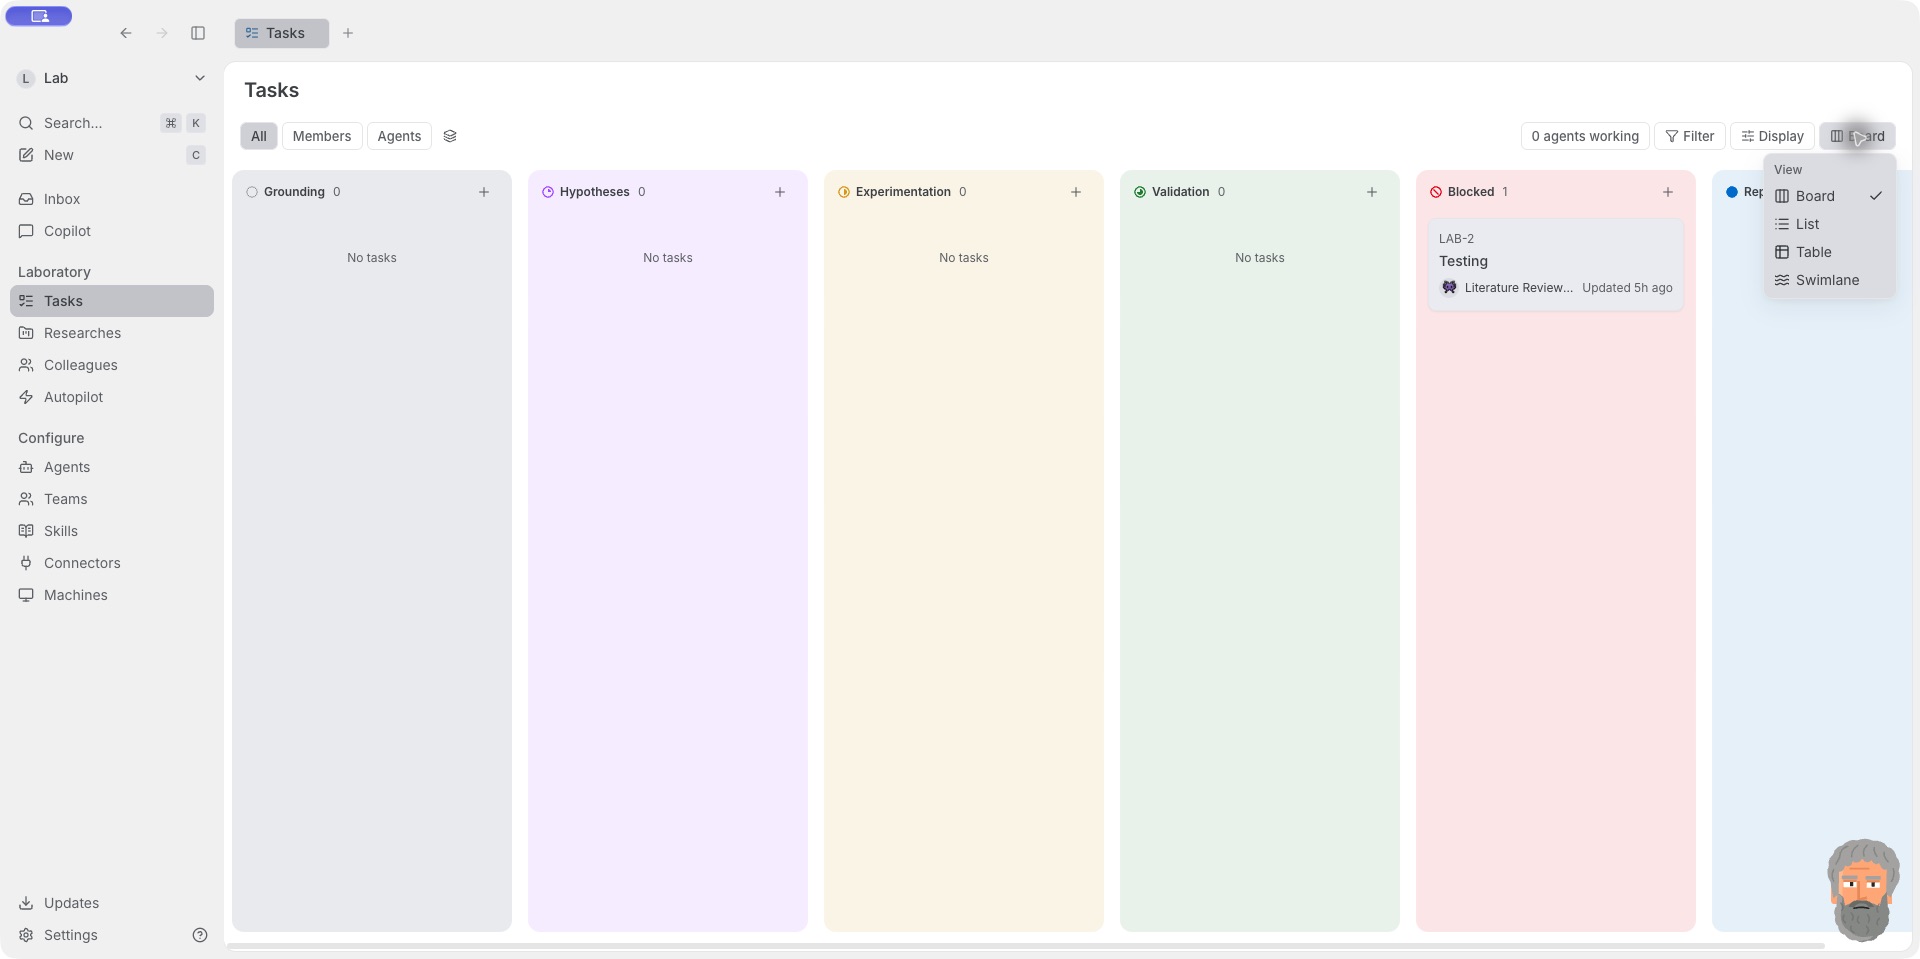 Tasks
L Lab
Search... ⌘ K
New C
Inbox
Copilot
Laboratory
Tasks
Researches
Colleagues
Autopilot
Configure
Agents
Teams
Skills
Connectors
Machines
Updates
Settings
Tasks
All Members Agents
0 agents working Filter Display
View
Board
List
Table
Swimlane
Grounding 0
No tasks
Hypotheses 0
No tasks
Experimentation 0
No tasks
Validation 0
No tasks
Blocked 1
LAB-2
Testing
Literature Review... Updated 5h ago